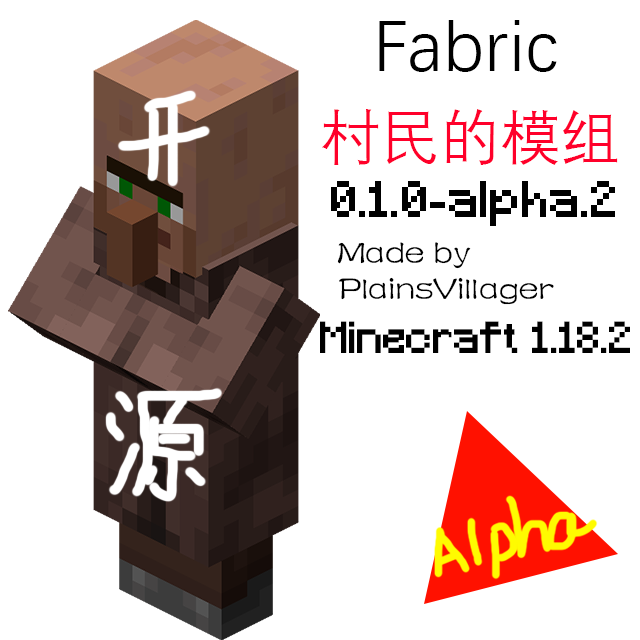 Fabric
村民的模组
0.1.0-alpha.2
Made by
PlainsVillager
Minecraft 1.18.2
开
源
Alpha